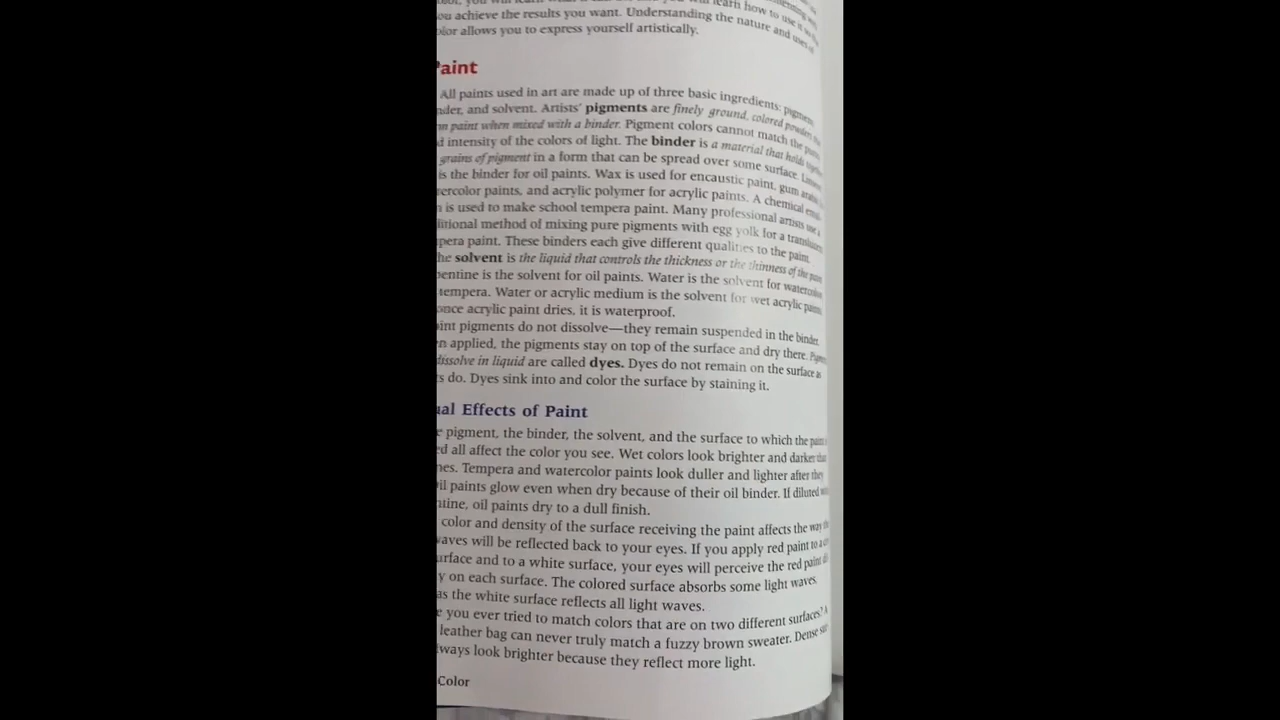 ou achieve the results you want. Understanding the nature and uses of
olor allows you to express yourself artistically.
aint
All paints used in art are made up of three basic ingredients: pigment,
nder, and solvent. Artists' pigments are finely ground, colored powders
m paint when mixed with a binder. Pigment colors cannot match the
d intensity of the colors of light. The binder is a material that holds
grains of pigment in a form that can be spread over some surface.
is the binder for oil paints. Wax is used for encaustic paint, gum
ercolor paints, and acrylic polymer for acrylic paints. A chemical
is used to make school tempera paint. Many professional artists use a
ditional method of mixing pure pigments with egg yolk for a translucent
pera paint. These binders each give different qualities to the paint.
he solvent is the liquid that controls the thickness or the thinness of the paint
pentine is the solvent for oil paints. Water is the solvent for
tempera. Water or acrylic medium is the solvent for wet acrylic
once acrylic paint dries, it is waterproof.
int pigments do not dissolve—they remain suspended in the binder.
n applied, the pigments stay on top of the surface and dry there.
dissolve in liquid are called dyes. Dyes do not remain on the surface as
ts do. Dyes sink into and color the surface by staining it.
ual Effects of Paint
e pigment, the binder, the solvent, and the surface to which the paint
ed all affect the color you see. Wet colors look brighter and darker
nes. Tempera and watercolor paints look duller and lighter after they
il paints glow even when dry because of their oil binder. If diluted
ntine, oil paints dry to a dull finish.
color and density of the surface receiving the paint affects the way
waves will be reflected back to your eyes. If you apply red paint to a
urface and to a white surface, your eyes will perceive the red paint
y on each surface. The colored surface absorbs some light waves.
as the white surface reflects all light waves.
e you ever tried to match colors that are on two different surfaces? A
leather bag can never truly match a fuzzy brown sweater. Dense
lways look brighter because they reflect more light.
Color